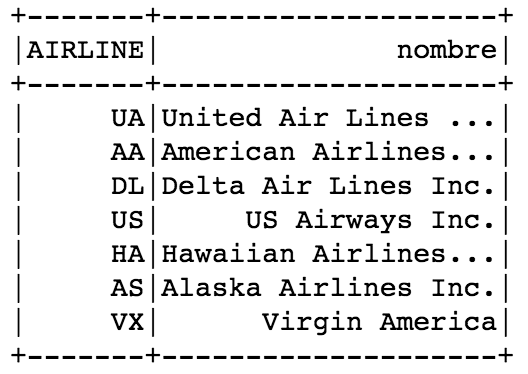 +-------+--------------------+
|AIRLINE|              nombre|
+-------+--------------------+
|     UA|United Air Lines ...|
|     AA|American Airlines...|
|     DL|Delta Air Lines Inc.|
|     US|     US Airways Inc.|
|     HA|Hawaiian Airlines...|
|     AS|Alaska Airlines Inc.|
|     VX|      Virgin America|
+-------+--------------------+